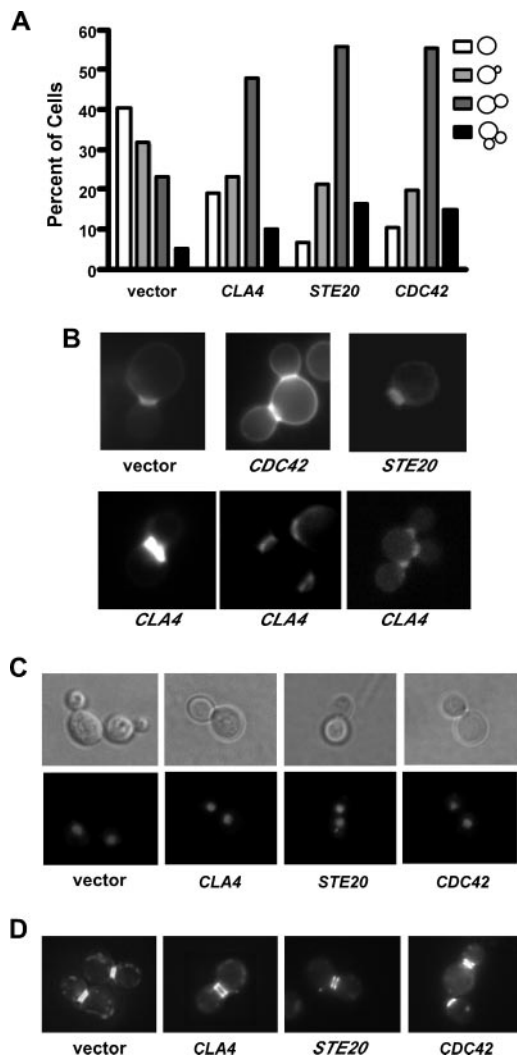 A
Percent of Cells
60
50
40
30
20
10
0
vector CLA4 STE20 CDC42
B
vector CDC42 STE20
CLA4 CLA4 CLA4
C
vector CLA4 STE20 CDC42
D
vector CLA4 STE20 CDC42